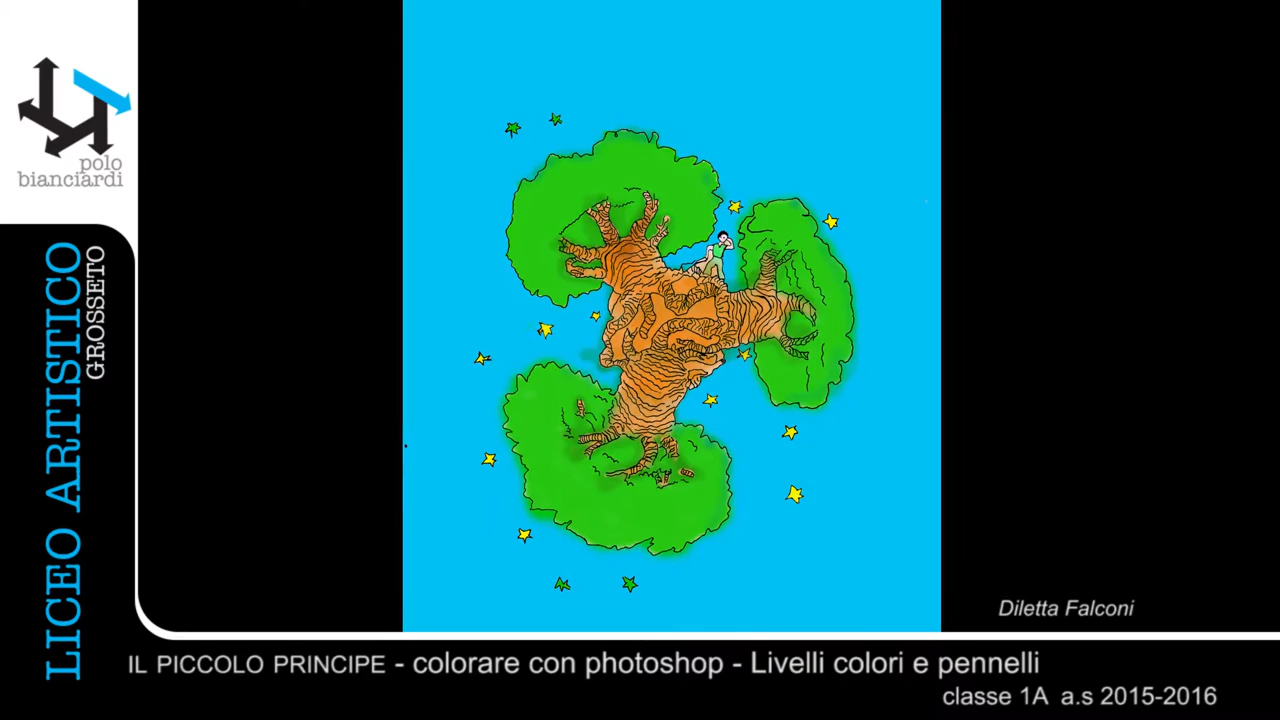 polo
bianciardi
LICEO ARTISTICO
GROSSETO
Diletta Falconi
IL PICCOLO PRINCIPE - colorare con photoshop - Livelli colori e pennelli
classe 1A a.s 2015-2016